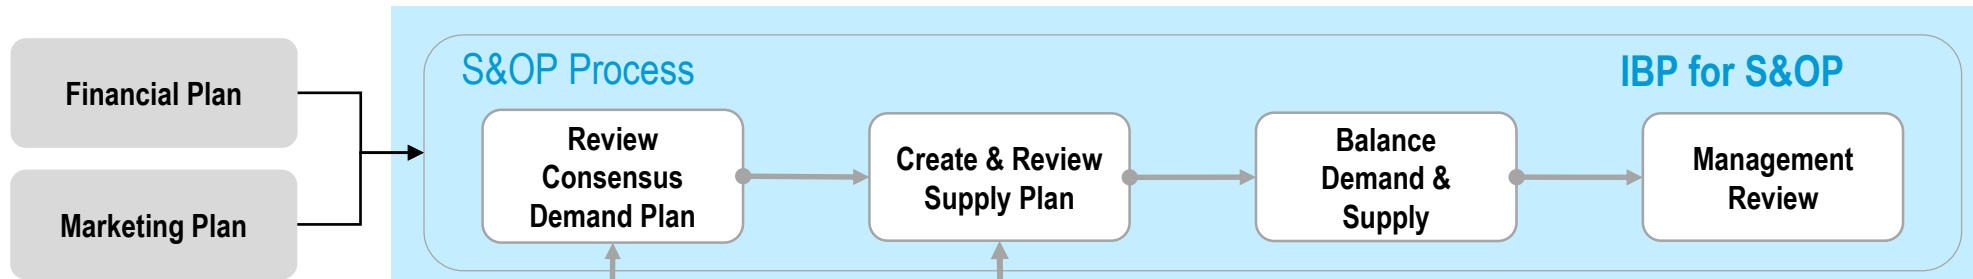 Financial Plan
Marketing Plan
S&OP Process
IBP for S&OP
Review
Consensus
Demand Plan
Create & Review
Supply Plan
Balance
Demand &
Supply
Management
Review